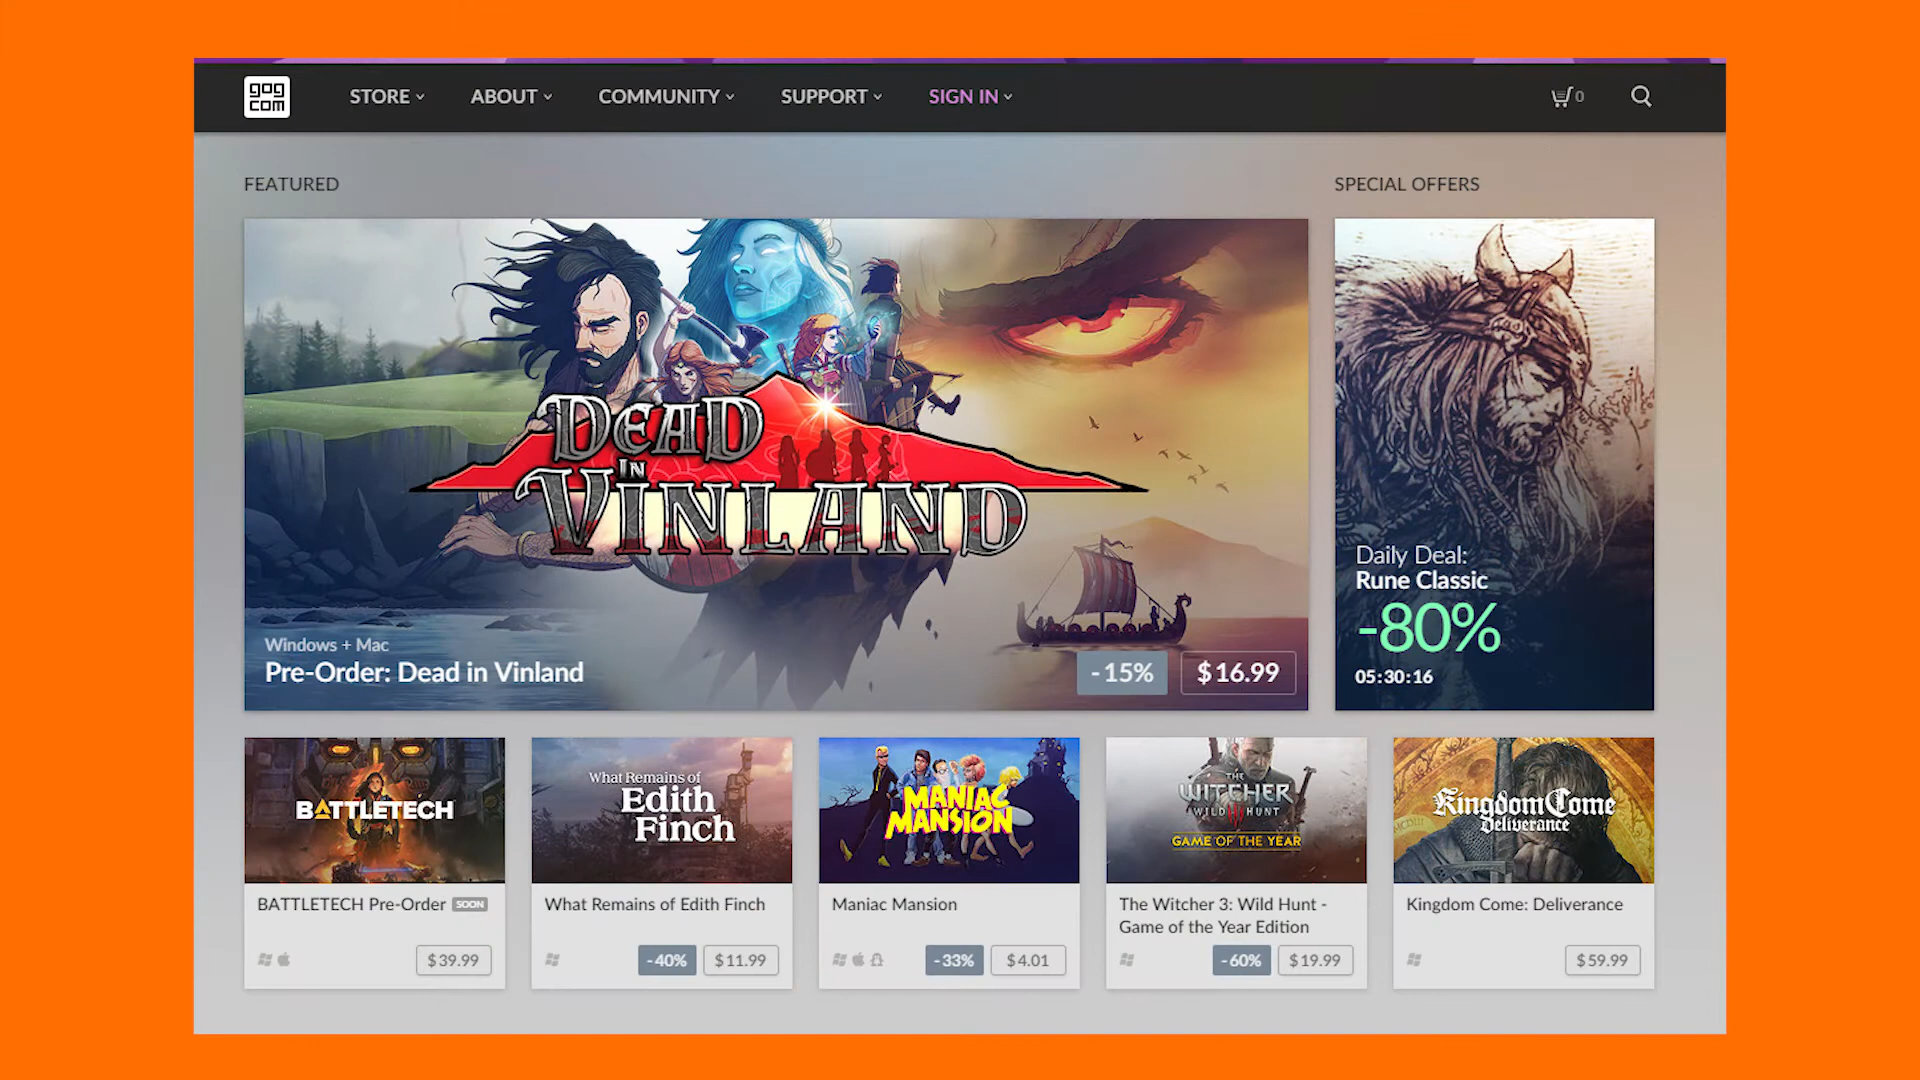 gog
com
STORE
ABOUT
COMMUNITY
SUPPORT
SIGN IN
0
FEATURED
SPECIAL OFFERS
DEAD
IN
VINLAND
Windows + Mac
Pre-Order: Dead in Vinland
-15%
$16.99
Daily Deal:
Rune Classic
-80%
05:30:16
BATTLETECH
BATTLETECH Pre-Order SOON
$39.99
What Remains of
Edith
Finch
What Remains of Edith Finch
-40%
$11.99
MANIAC
MANSION
Maniac Mansion
-33%
$4.01
THE
WITCHER
WILD HUNT
GAME OF THE YEAR
The Witcher 3: Wild Hunt -
Game of the Year Edition
-60%
$19.99
Kingdom Come
Deliverance
Kingdom Come: Deliverance
$59.99